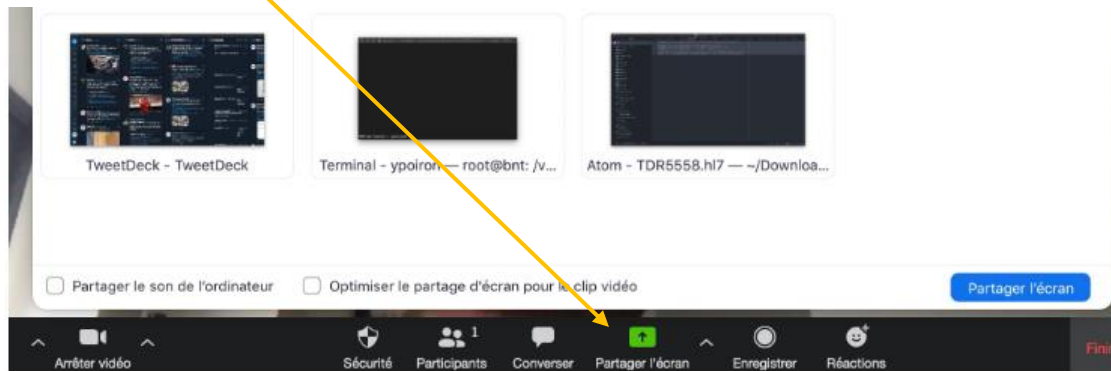 TweetDeck - TweetDeck
Terminal - ypoiron — root@bnt: /v...
Atom - TDR5558.hl7 — ~/Downloa...
Partager le son de l'ordinateur
Optimiser le partage d'écran pour le clip vidéo
Partager l'écran
1
Arrêter vidéo
Sécurité
Participants
Converser
Partager l'écran
Enregistrer
Réactions